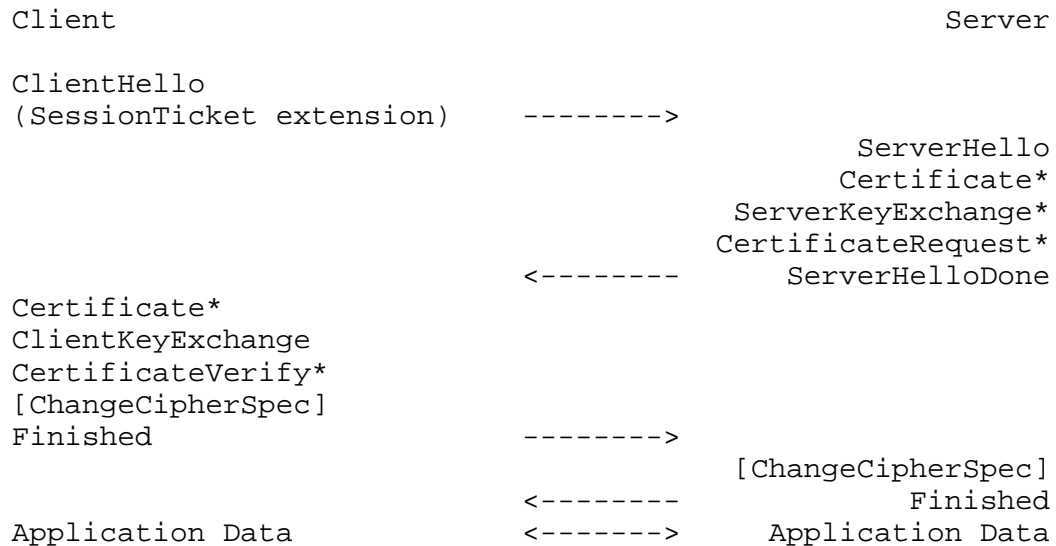 Client                                               Server

ClientHello
(SessionTicket extension)    -------->
                                                ServerHello
                                               Certificate*
                                         ServerKeyExchange*
                                        CertificateRequest*
                             <--------      ServerHelloDone
Certificate*
ClientKeyExchange
CertificateVerify*
[ChangeCipherSpec]
Finished                     -------->
                                         [ChangeCipherSpec]
                             <--------             Finished
Application Data             <------->     Application Data